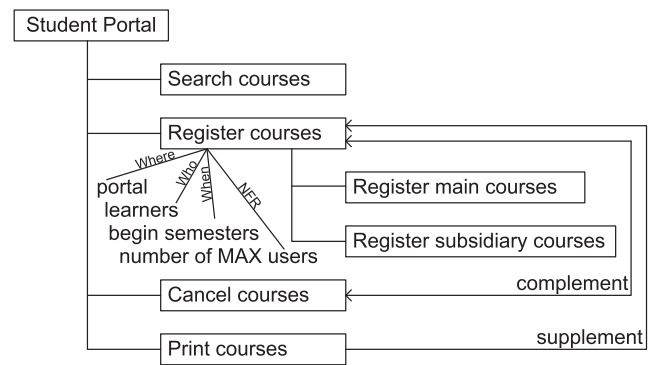 Student Portal
Search courses
Register courses
Where
Who
When
NFR
portal
learners
begin semesters
number of MAX users
Register main courses
Register subsidiary courses
complement
Cancel courses
supplement
Print courses